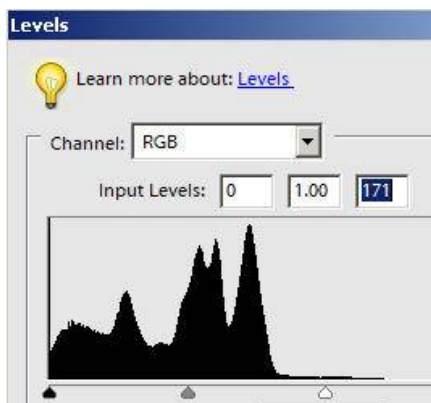 Levels
Learn more about: Levels
Channel: RGB
Input Levels: 0 1.00 171